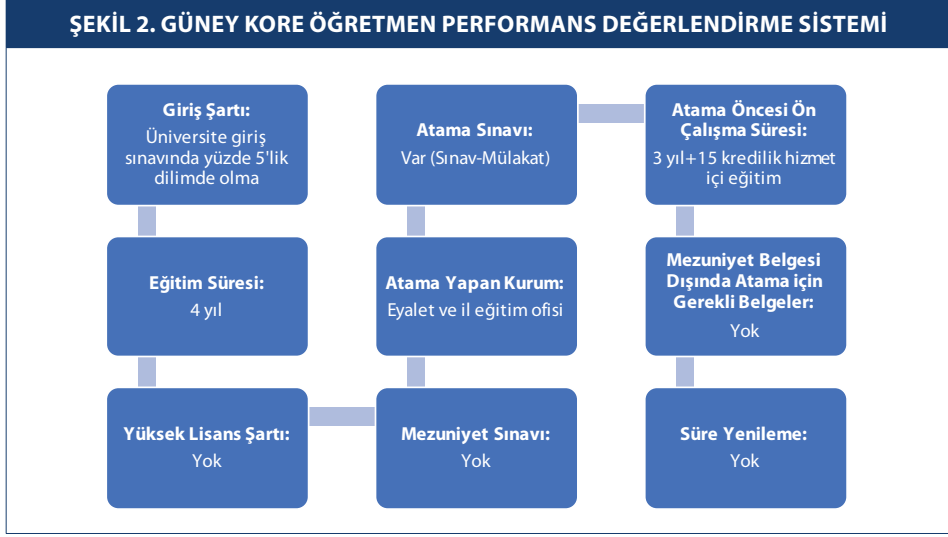 ŞEKİL 2. GÜNEY KORE ÖĞRETMEN PERFORMANS DEĞERLENDİRME SİSTEMİ
Giriş Şartı:
Üniversite giriş
sınavında yüzde 5'lik
dilimde olma
Eğitim Süresi:
4 yıl
Yüksek Lisans Şartı:
Yok
Mezuniyet Sınavı:
Yok
Atama Yapan Kurum:
Eyalet ve il eğitim ofisi
Atama Sınavı:
Var (Sınav-Mülakat)
Atama Öncesi Ön
Çalışma Süresi:
3 yıl+15 kredilik hizmet
içi eğitim
Mezuniyet Belgesi
Dışında Atama için
Gerekli Belgeler:
Yok
Süre Yenileme:
Yok